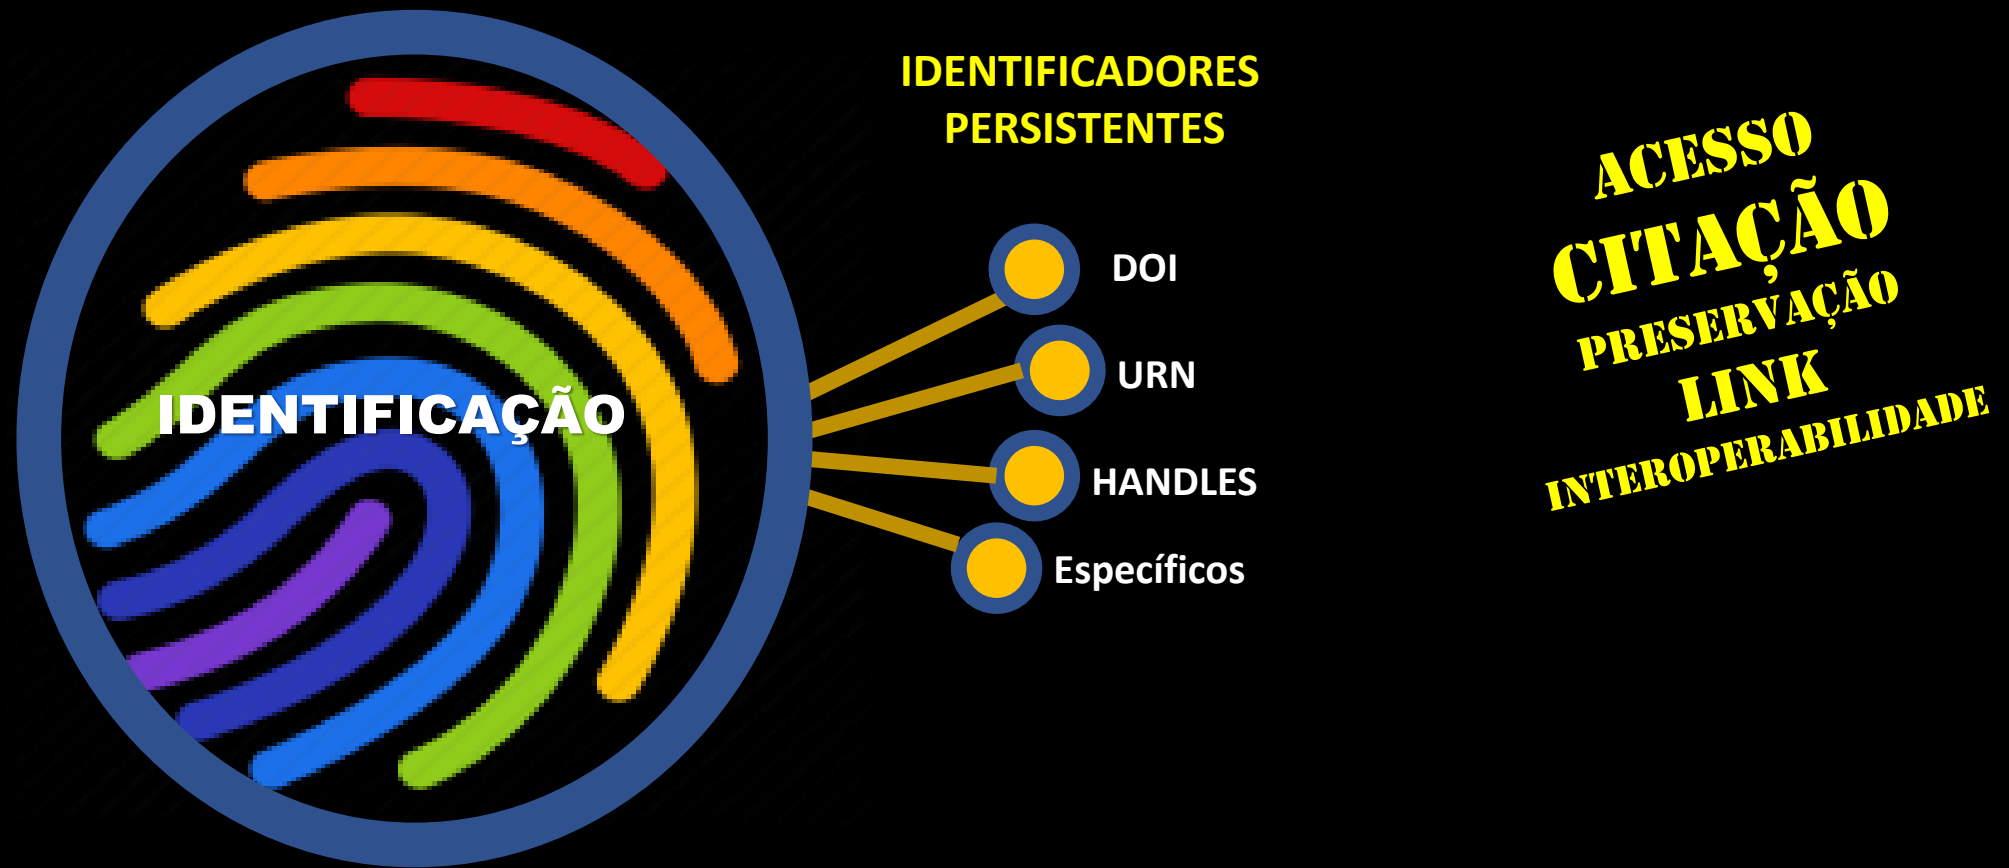 IDENTIFICAÇÃO
IDENTIFICADORES
PERSISTENTES
DOI
URN
HANDLES
Específicos
ACESSO
CITAÇÃO
PRESERVAÇÃO
LINK
INTEROPERABILIDADE